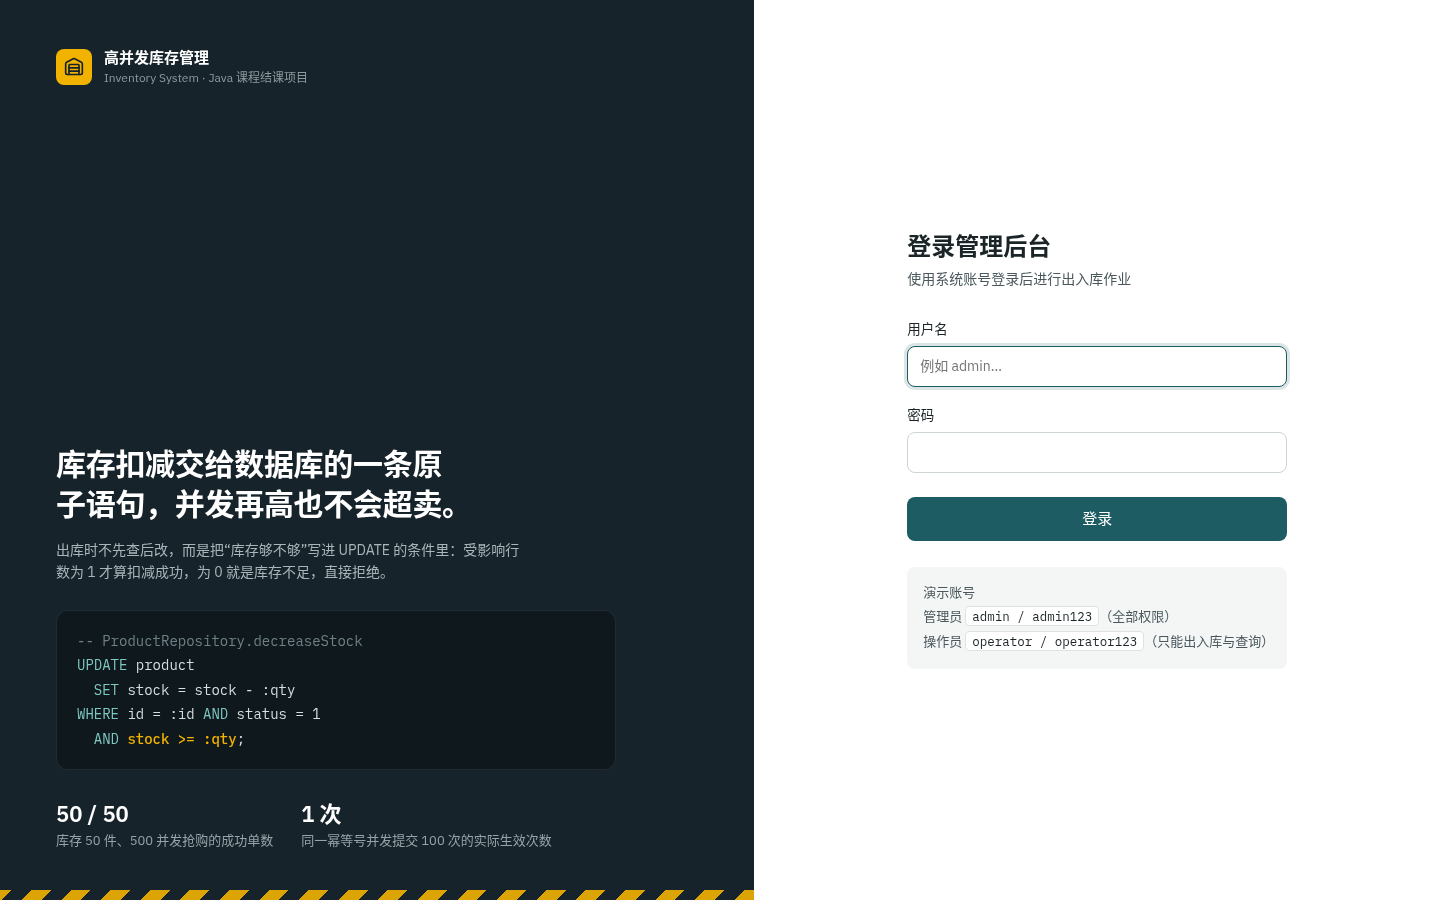 高并发库存管理
Inventory System · Java 课程结课项目
库存扣减交给数据库的一条原
子语句，并发再高也不会超卖。
出库时不先查后改，而是把“库存够不够”写进 UPDATE 的条件里：受影响行
数为 1 才算扣减成功，为 0 就是库存不足，直接拒绝。
-- ProductRepository.decreaseStock
UPDATE product
  SET stock = stock - :qty
WHERE id = :id AND status = 1
  AND stock >= :qty;
50 / 50
库存 50 件、500 并发抢购的成功单数
1 次
同一幂等号并发提交 100 次的实际生效次数
登录管理后台
使用系统账号登录后进行出入库作业
用户名
例如 admin…
密码
登录
演示账号
管理员 admin / admin123（全部权限）
操作员 operator / operator123（只能出入库与查询）